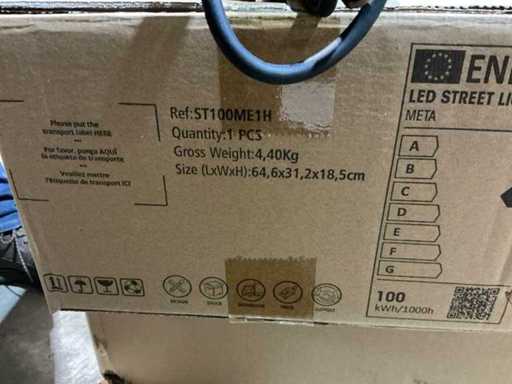 Please put the
transport label HERE
Por favor, ponga AQUÍ
la etiqueta de transporte
Veuillez mettre
l'étiquette de transport ICI
Ref:ST100ME1H
Quantity:1 PCS
Gross Weight:4,40Kg
Size (LxWxH):64,6x31,2x18,5cm
ENE
LED STREET LI
META
A
B
C
D
E
F
G
100
kWh/1000h